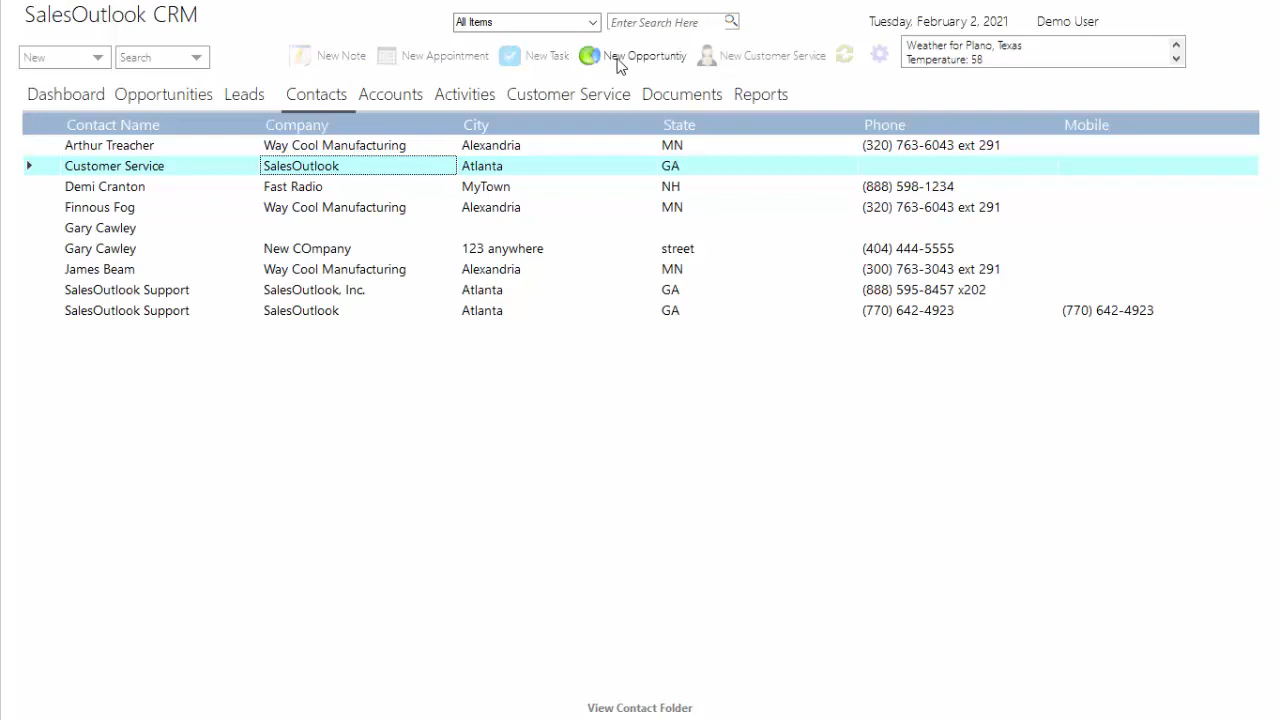 SalesOutlook CRM
All Items
Enter Search Here
Tuesday, February 2, 2021 Demo User
New Search
New Note New Appointment New Task New Opportuntiy New Customer Service
Weather for Plano, Texas
Temperature: 58
Dashboard Opportunities Leads Contacts Accounts Activities Customer Service Documents Reports
Contact Name Company City State Phone Mobile
Arthur Treacher Way Cool Manufacturing Alexandria MN (320) 763-6043 ext 291
Customer Service SalesOutlook Atlanta GA
Demi Cranton Fast Radio MyTown NH (888) 598-1234
Finnous Fog Way Cool Manufacturing Alexandria MN (320) 763-6043 ext 291
Gary Cawley
Gary Cawley New COmpany 123 anywhere street (404) 444-5555
James Beam Way Cool Manufacturing Alexandria MN (300) 763-3043 ext 291
SalesOutlook Support SalesOutlook, Inc. Atlanta GA (888) 595-8457 x202
SalesOutlook Support SalesOutlook Atlanta GA (770) 642-4923 (770) 642-4923
View Contact Folder